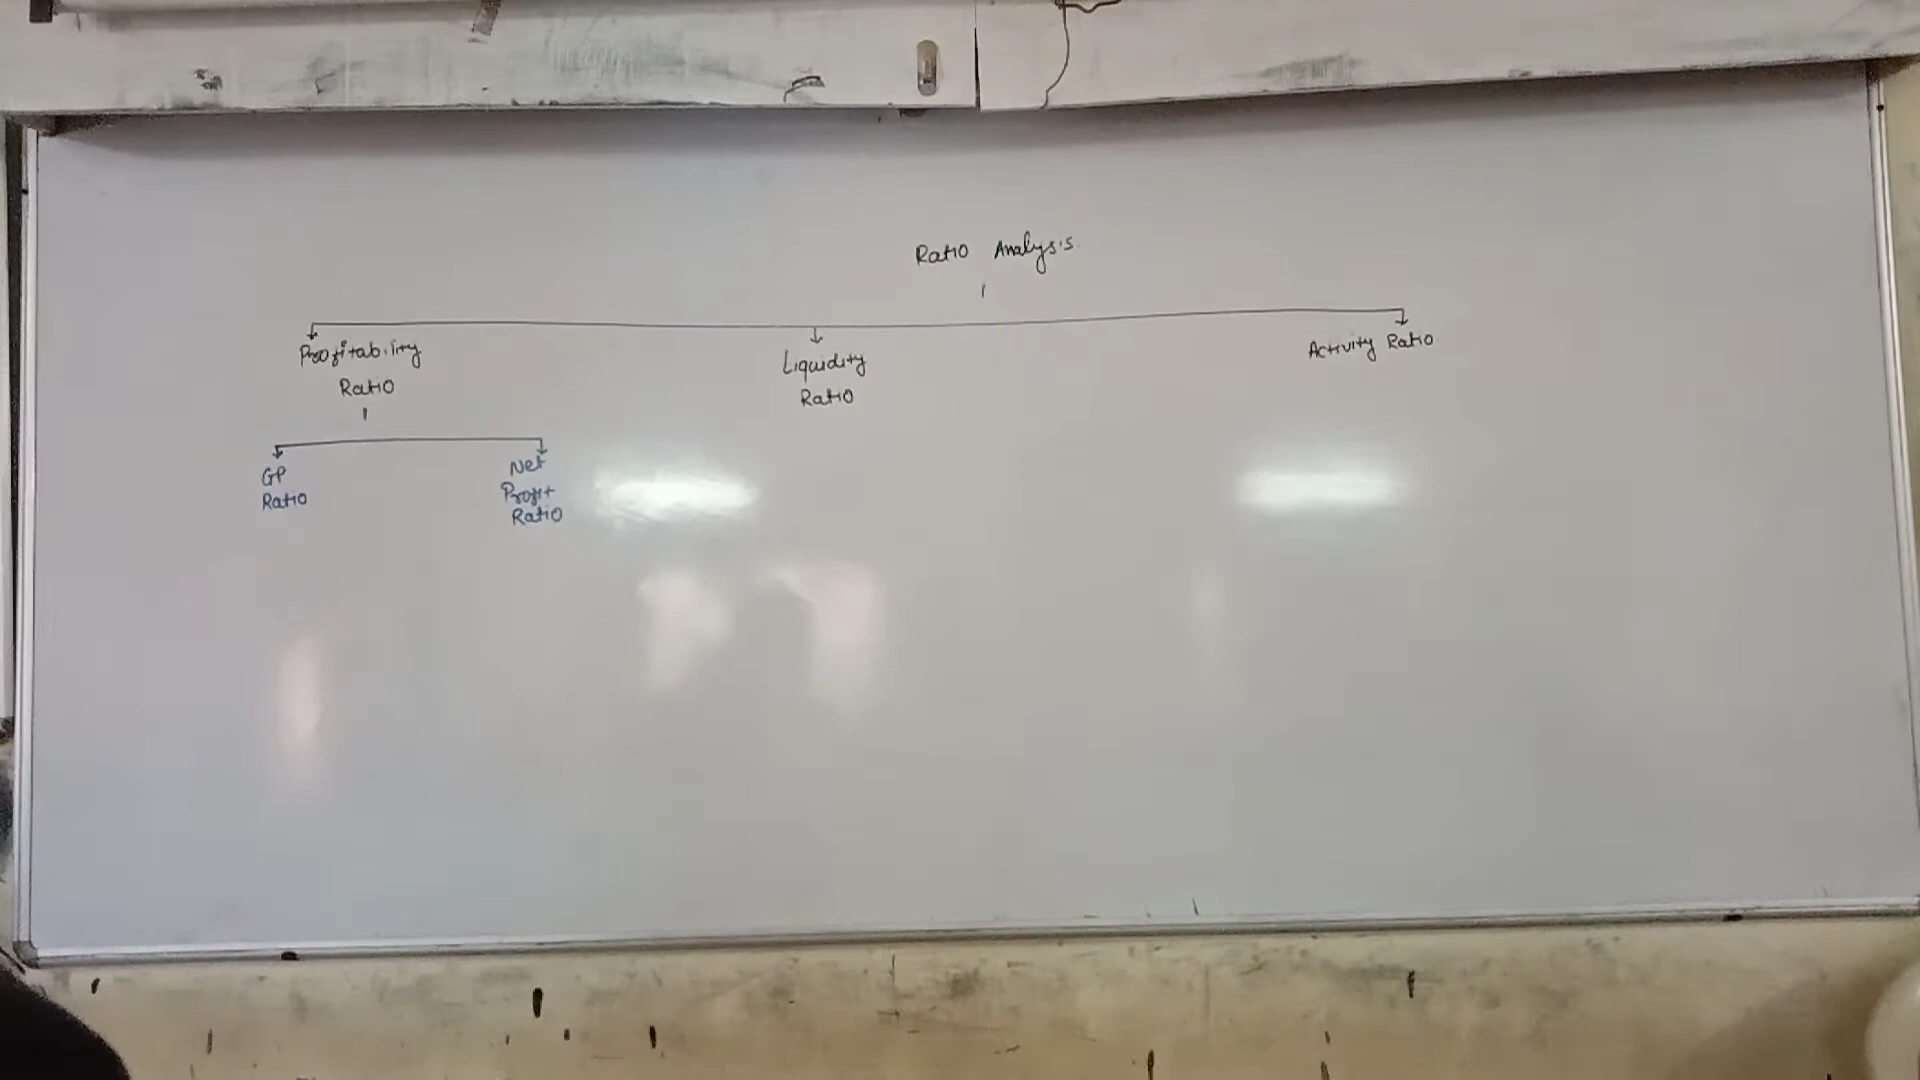 Ratio Analysis.
Profitability
Ratio
Liquidity
Ratio
Activity Ratio
GP
Ratio
Net
Profit
Ratio